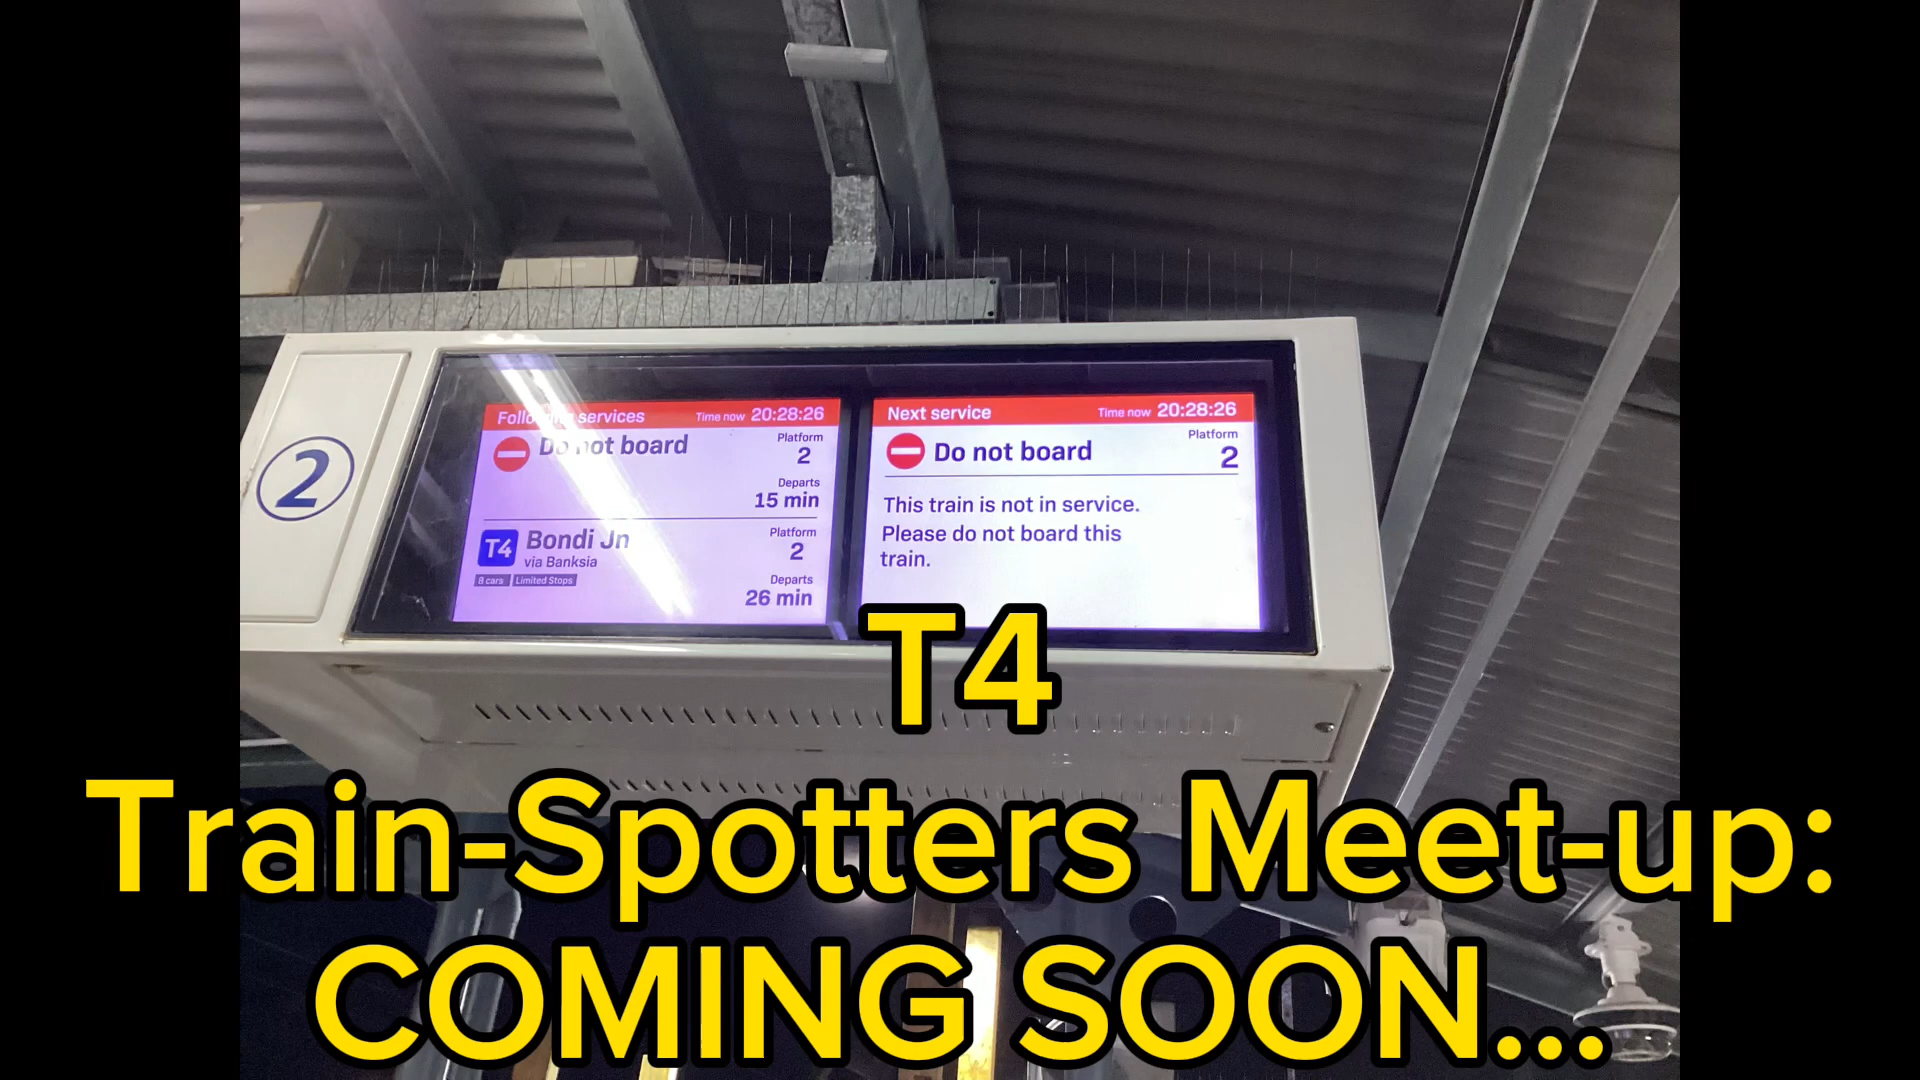 2
Following services Time now 20:28:26
Do not board
Platform
2
Departs
15 min
T4 Bondi Jn
via Banksia
8 cars Limited Stops
Platform
2
Departs
26 min
Next service Time now 20:28:26
Do not board
Platform
2
This train is not in service.
Please do not board this
train.
T4
Train-Spotters Meet-up:
COMING SOON...